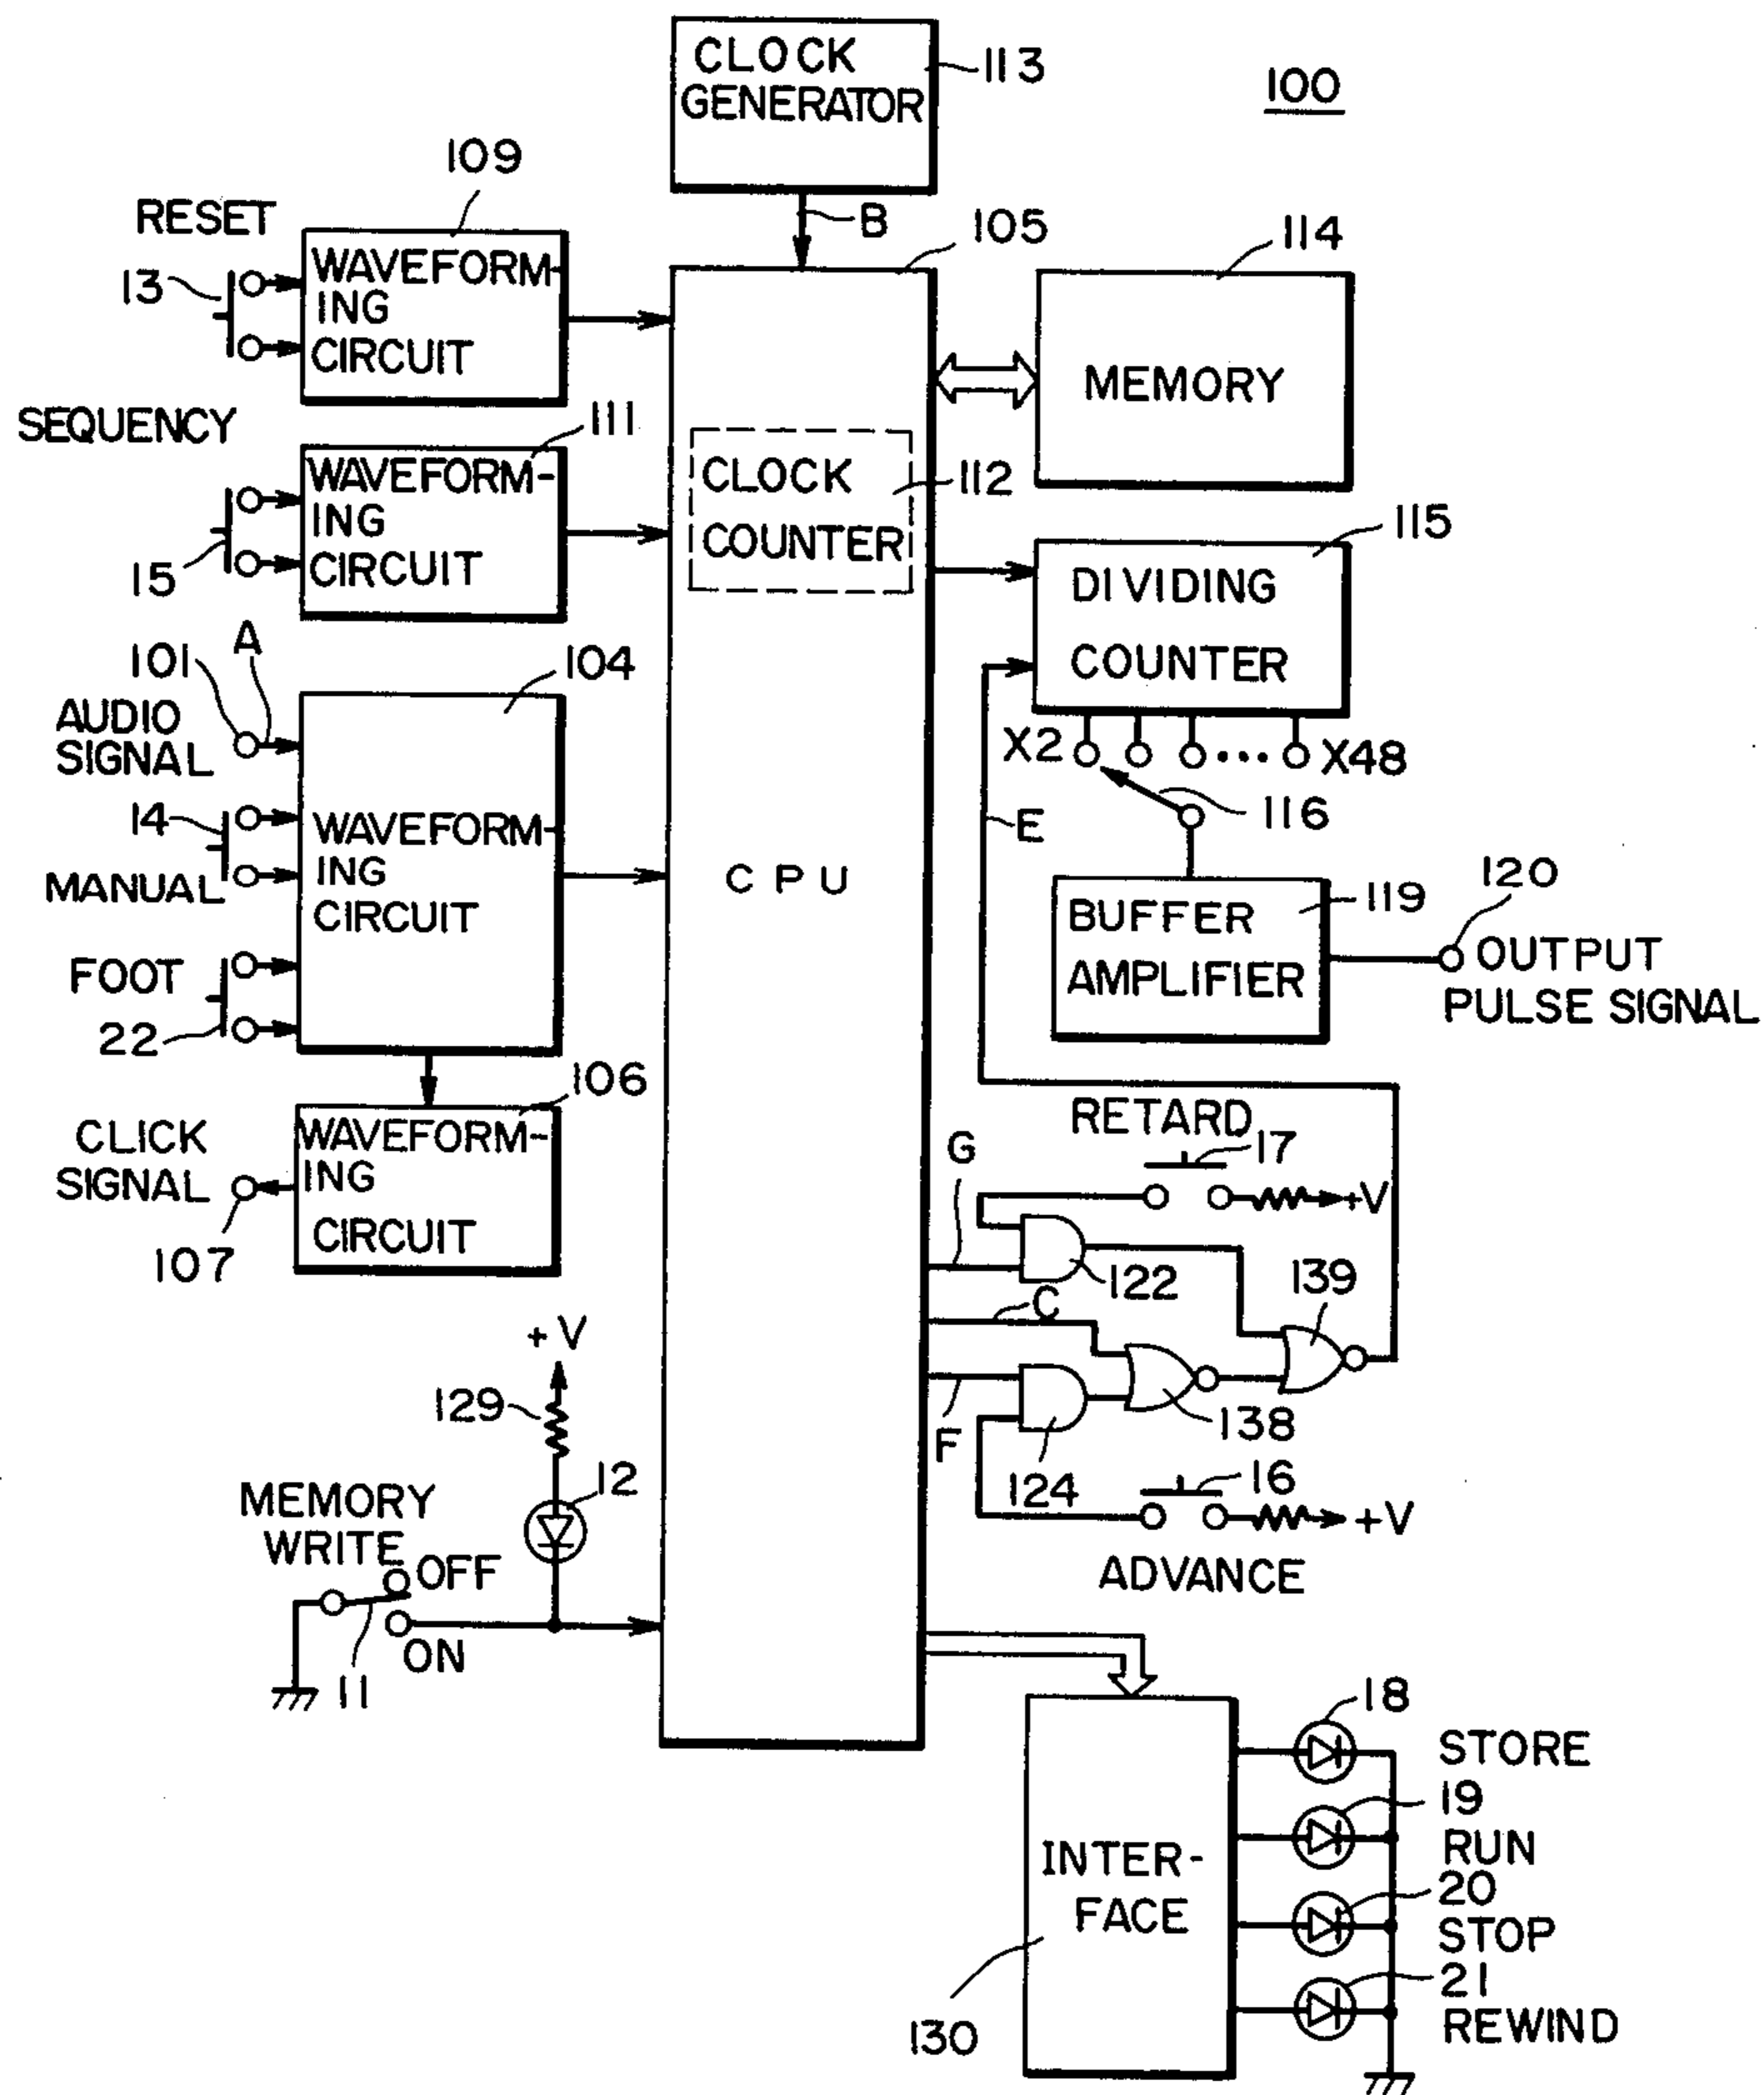 CLOCK
GENERATOR
113
100
B
109
RESET
13
WAVEFORM-
ING
CIRCUIT
105
114
MEMORY
SEQUENCY
15
111
WAVEFORM-
ING
CIRCUIT
CLOCK
COUNTER
112
115
DIVIDING
COUNTER
X2
X48
116
E
101
A
AUDIO
SIGNAL
14
MANUAL
FOOT
22
104
WAVEFORM-
ING
CIRCUIT
CPU
BUFFER
AMPLIFIER
119
120
OUTPUT
PULSE SIGNAL
106
WAVEFORM-
ING
CIRCUIT
CLICK
SIGNAL
107
RETARD
17
+V
G
122
C
139
F
138
124
16
+V
ADVANCE
+V
129
12
MEMORY
WRITE
OFF
ON
11
INTER-
FACE
130
18
STORE
19
RUN
20
STOP
21
REWIND